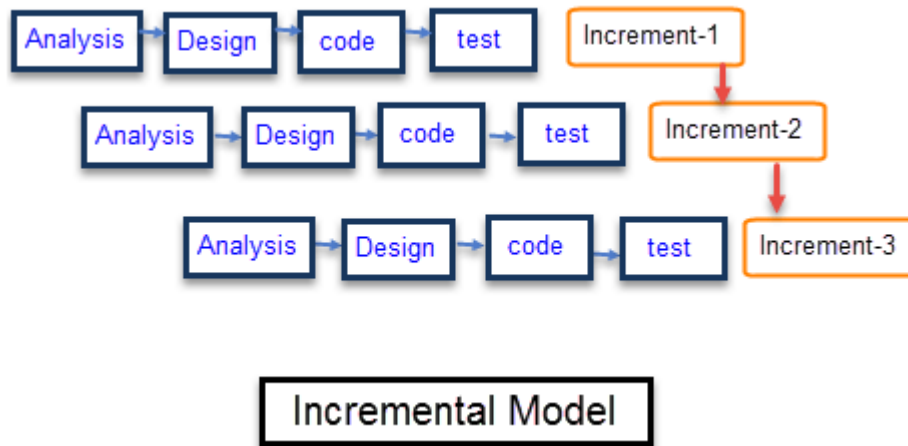 Analysis Design code test Increment-1
Analysis Design code test Increment-2
Analysis Design code test Increment-3
Incremental Model